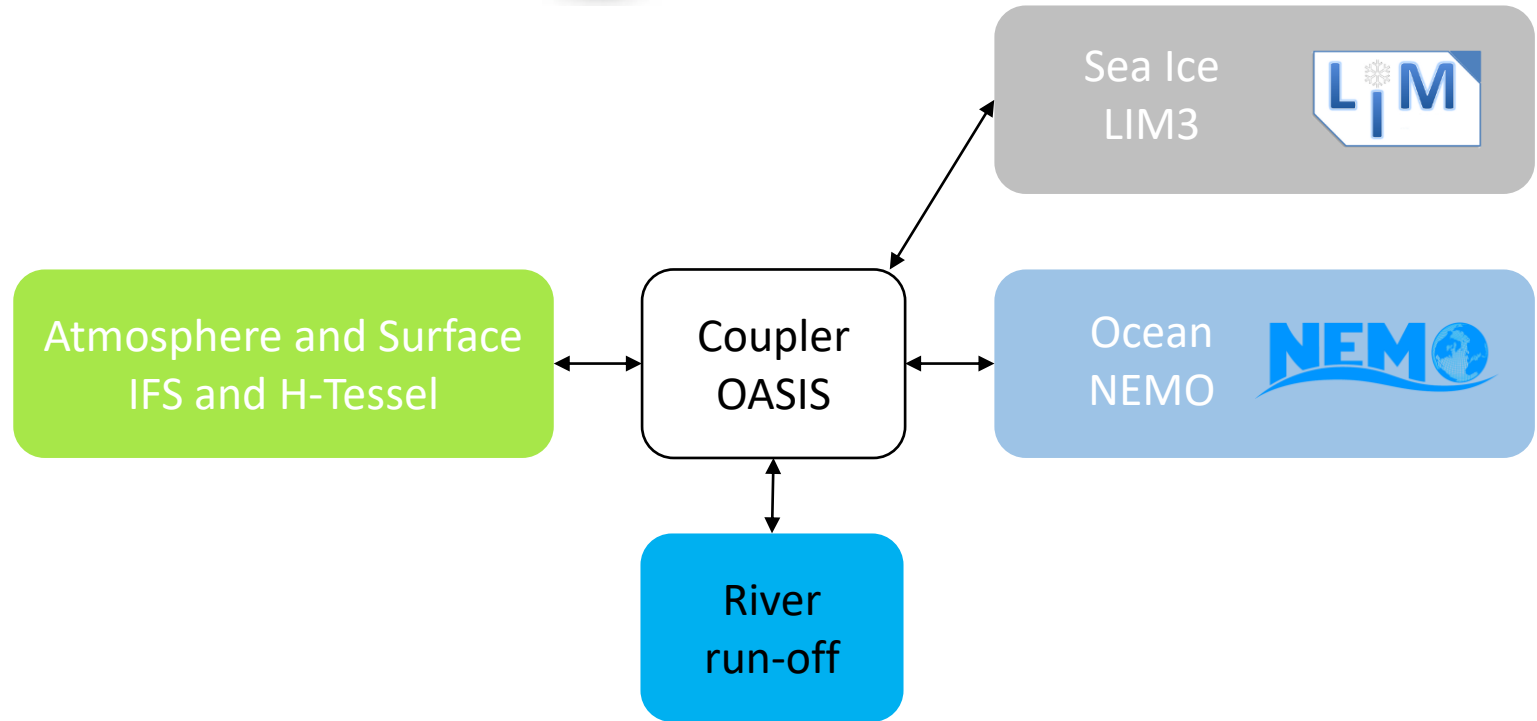 Sea Ice
LIM3
LIM
Atmosphere and Surface
IFS and H-Tessel
Coupler
OASIS
Ocean
NEMO
NEMO
River
run-off